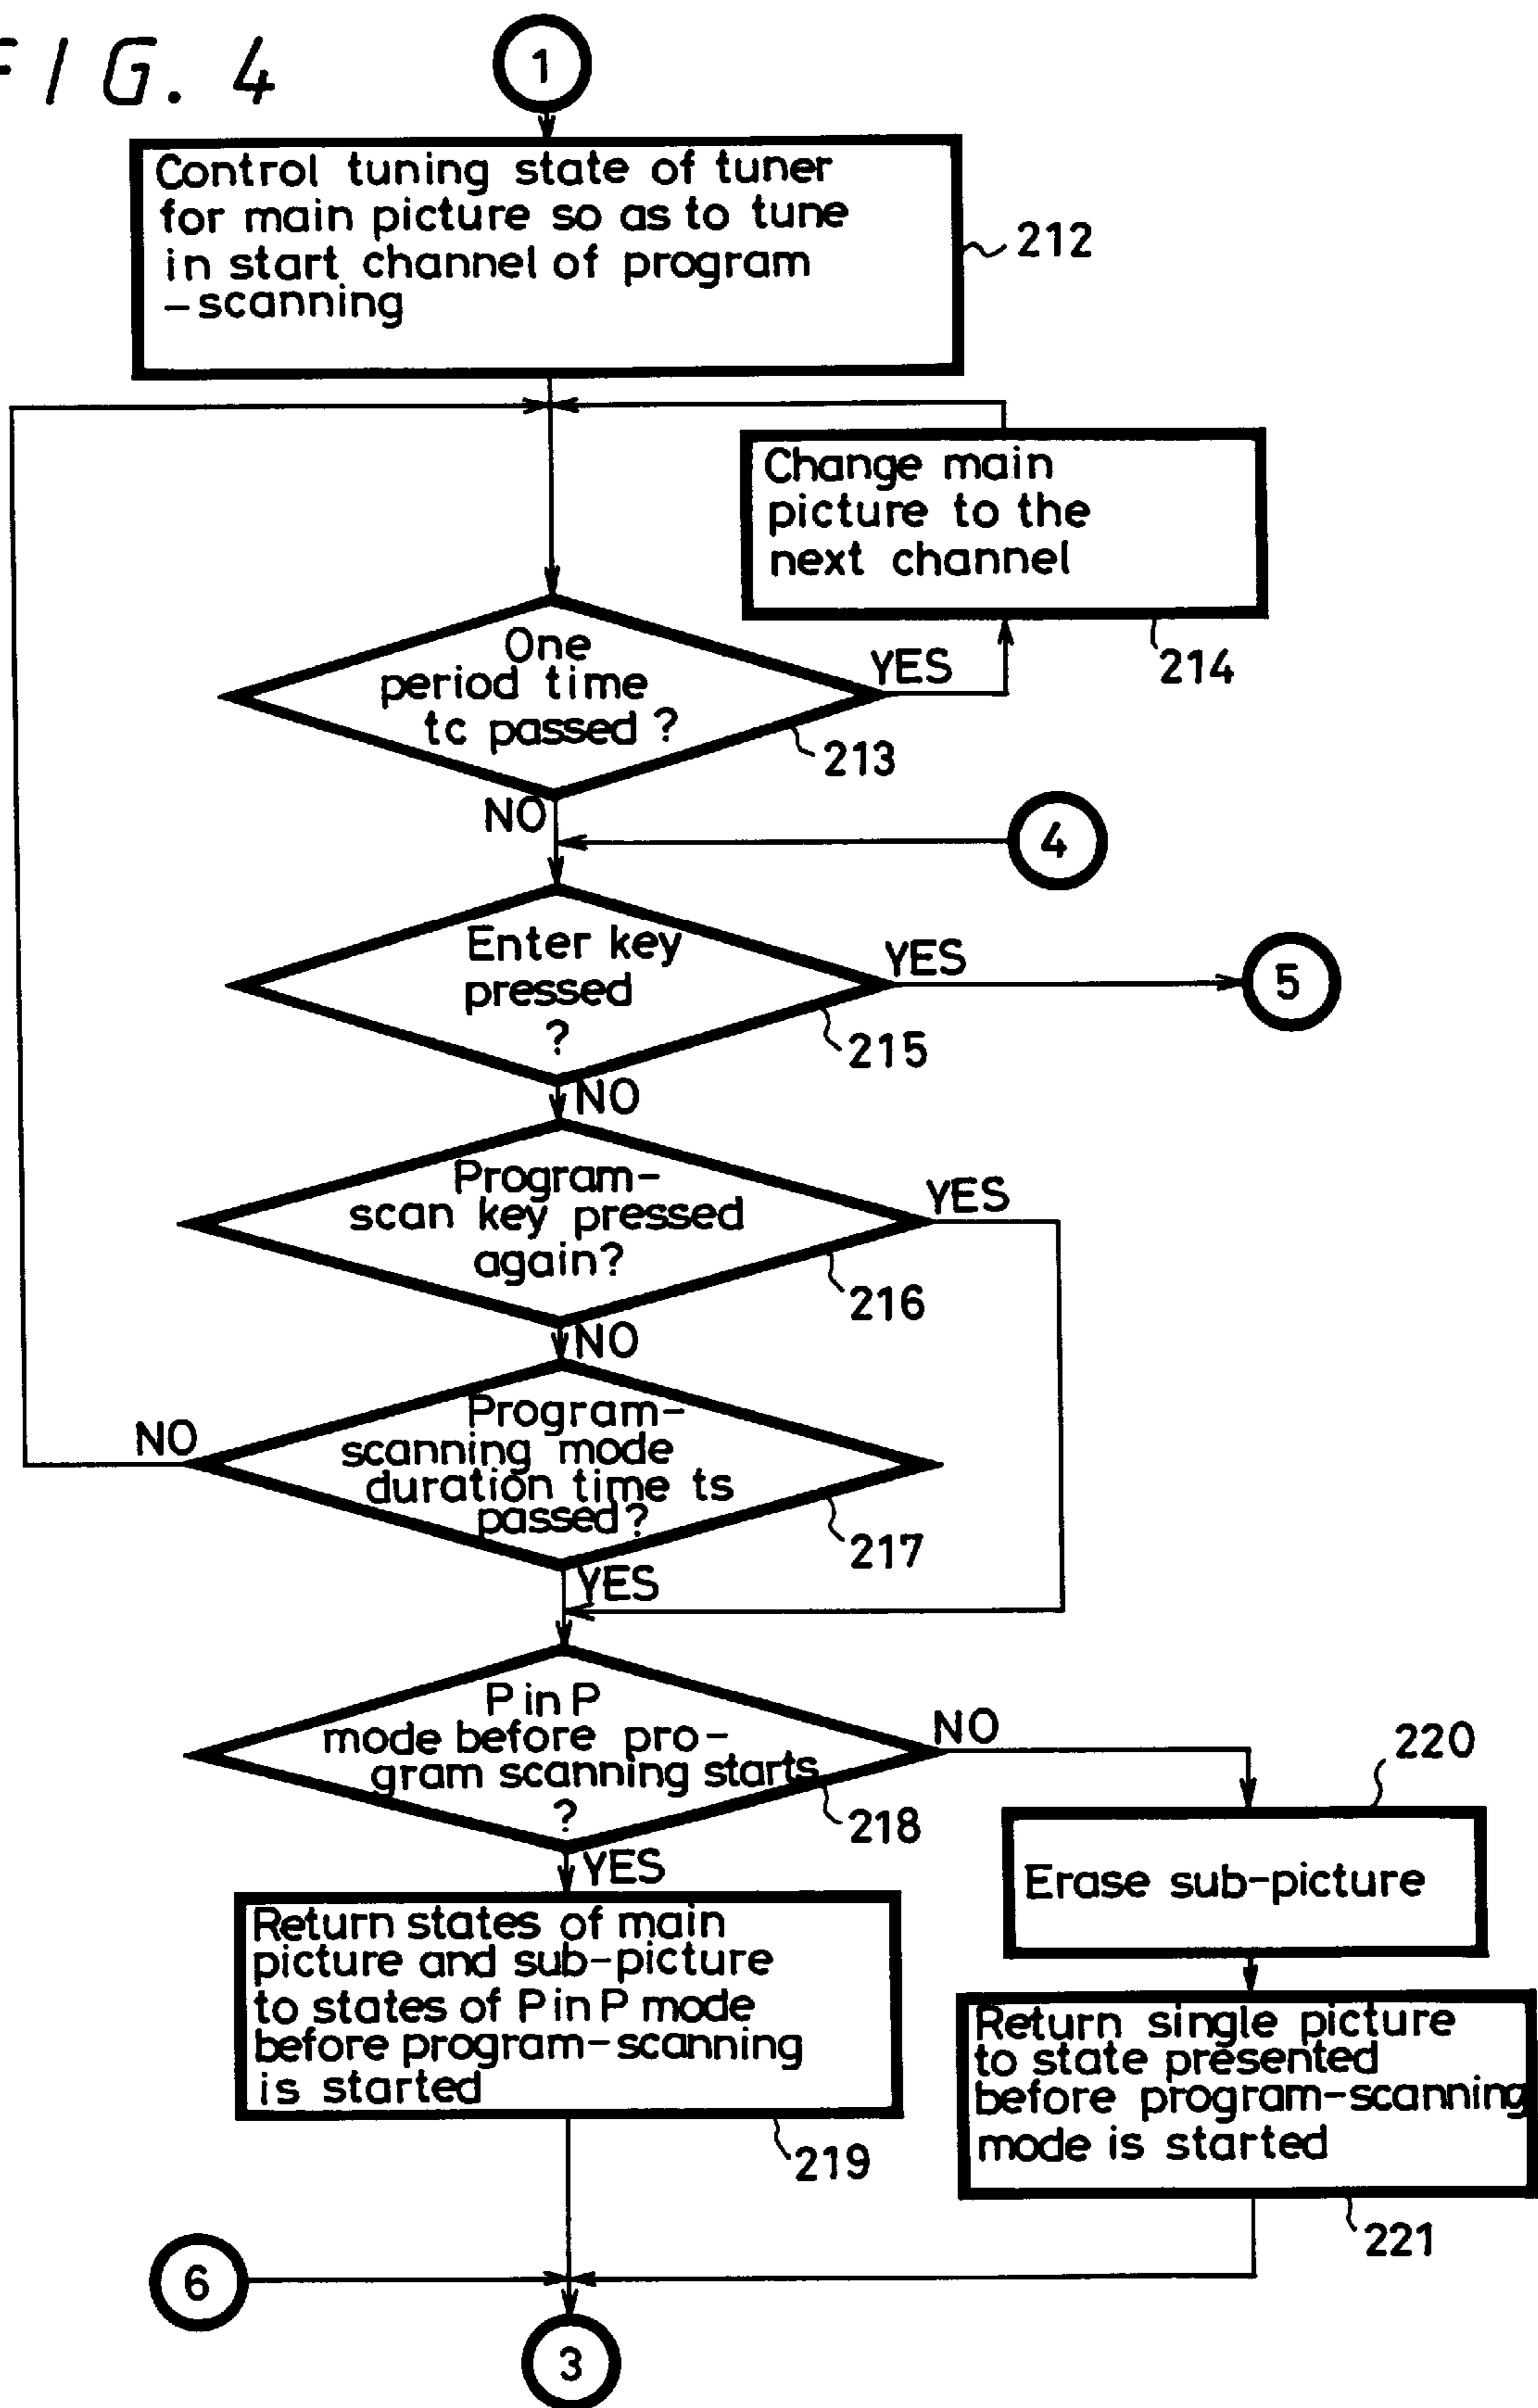 FIG. 4
1
Control tuning state of tuner
for main picture so as to tune
in start channel of program
-scanning
212
Change main
picture to the
next channel
214
One
period time
tc passed?
YES
213
NO
4
Enter key
pressed
?
YES
5
215
NO
Program-
scan key pressed
again?
YES
216
NO
Program-
scanning mode
duration time ts
passed?
NO
217
YES
P in P
mode before pro-
gram scanning starts
?
NO
218
220
YES
Erase sub-picture
Return states of main
picture and sub-picture
to states of P in P mode
before program-scanning
is started
219
Return single picture
to state presented
before program-scanning
mode is started
221
6
3